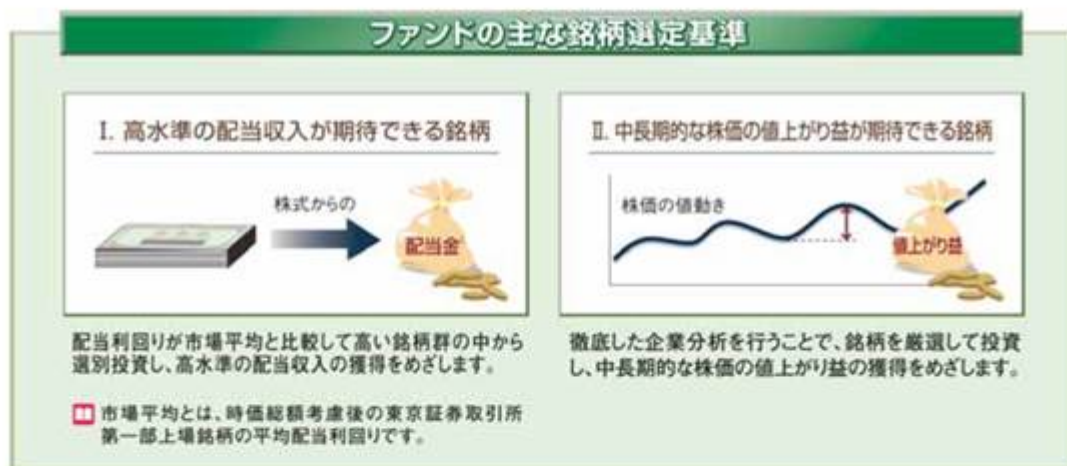 ファンドの主な銘柄選定基準
Ⅰ. 高水準の配当収入が期待できる銘柄
株式からの
配当金
配当利回りが市場平均と比較して高い銘柄群の中から
選別投資し、高水準の配当収入の獲得をめざします。
市場平均とは、時価総額考慮後の東京証券取引所
第一部上場銘柄の平均配当利回りです。
Ⅱ. 中長期的な株価の値上がり益が期待できる銘柄
株価の値動き
値上がり益
徹底した企業分析を行うことで、銘柄を厳選して投資
し、中長期的な株価の値上がり益の獲得をめざします。